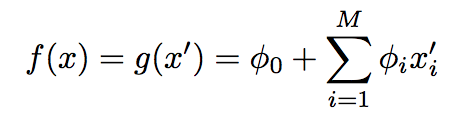 f(x) = g(x′) = ϕ₀ + ∑ᵢ₌₁ᴹ ϕᵢx′ᵢ